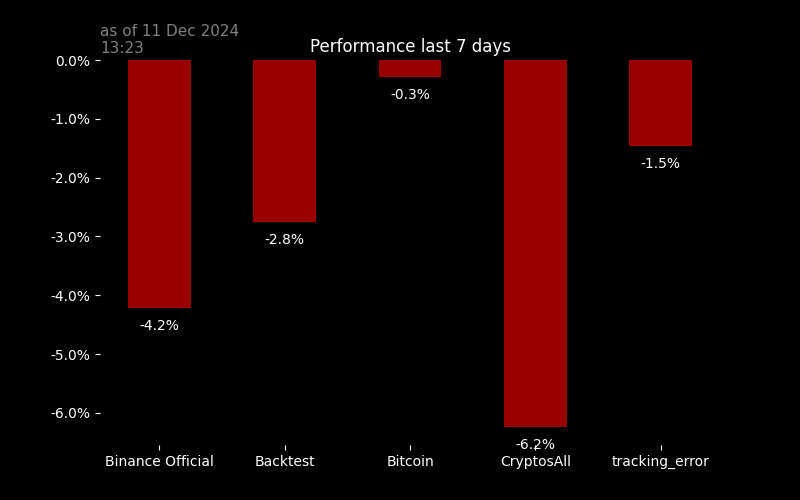 as of 11 Dec 2024
13:23
Performance last 7 days
0.0%
-1.0%
-2.0%
-3.0%
-4.0%
-5.0%
-6.0%
-4.2%
-2.8%
-0.3%
-6.2%
-1.5%
Binance Official
Backtest
Bitcoin
CryptosAll
tracking_error